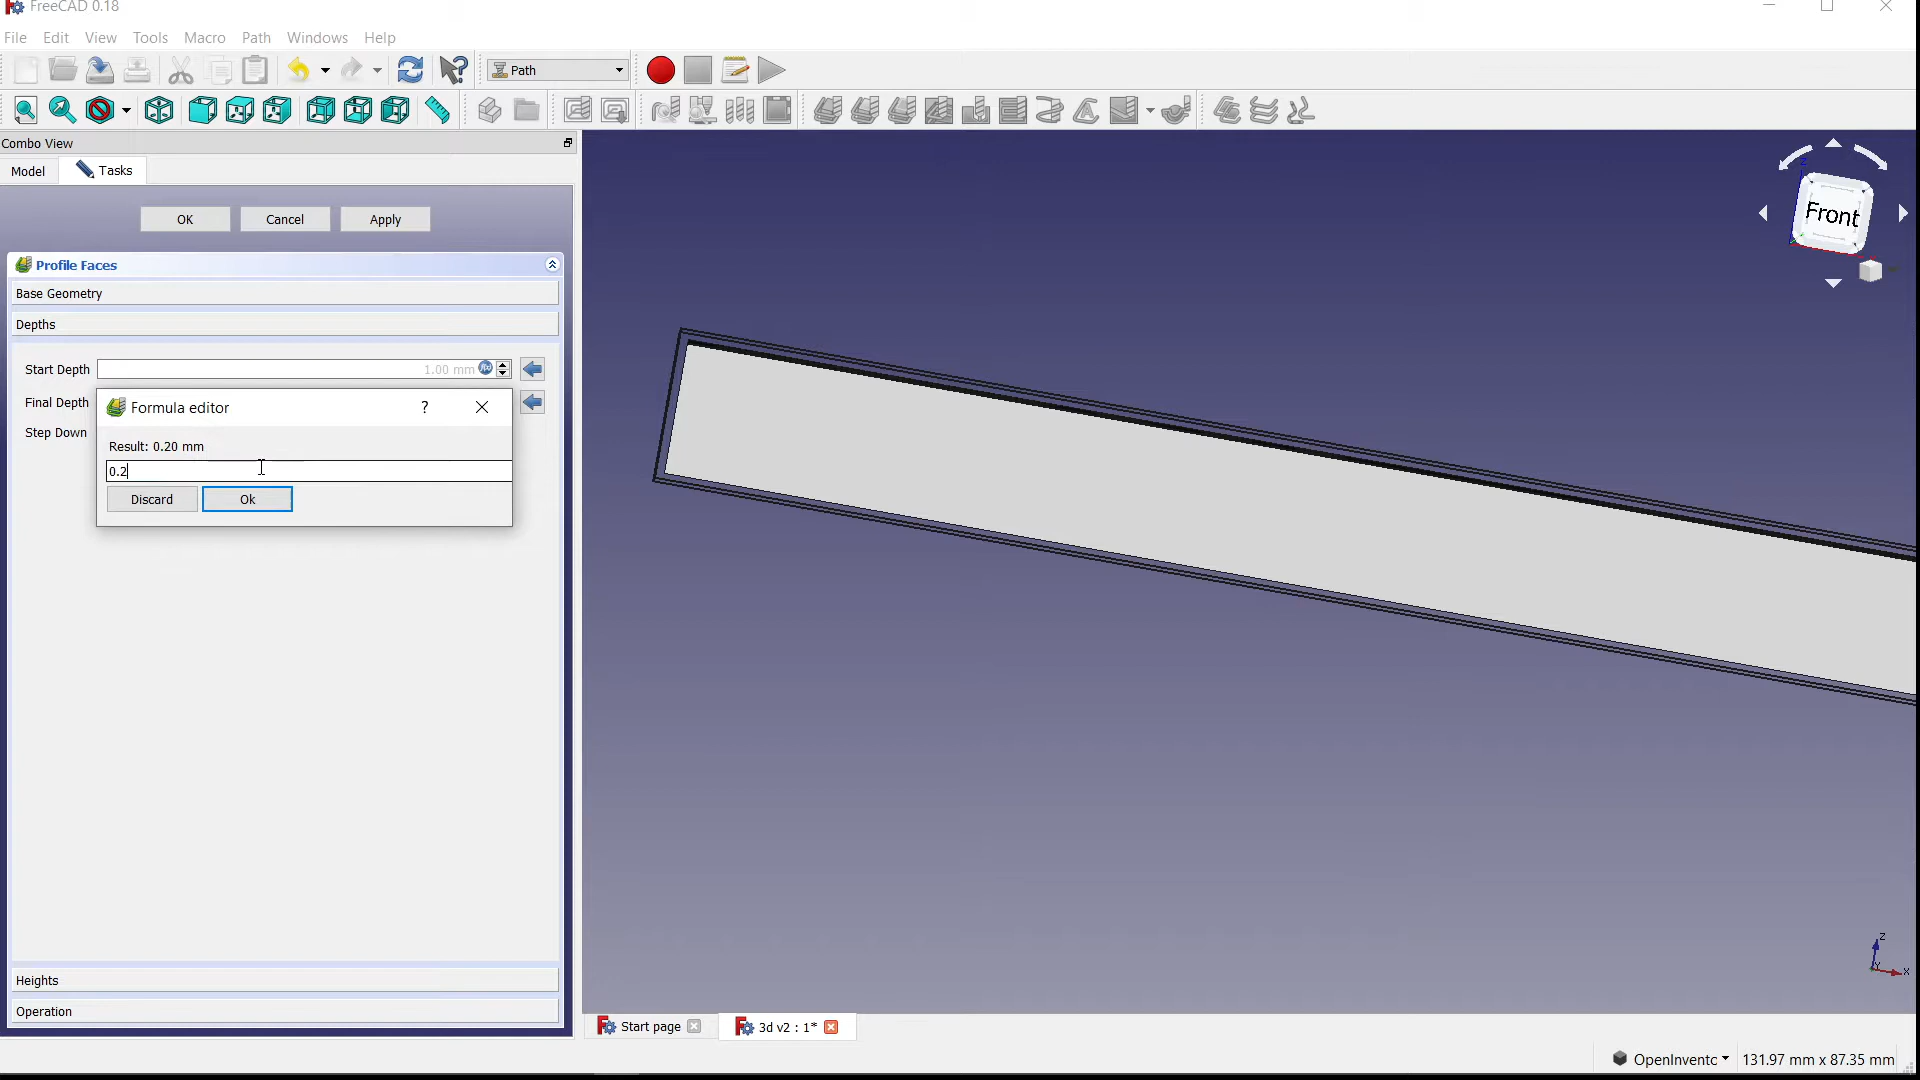 FreeCAD 0.18
File Edit View Tools Macro Path Windows Help
Path
Combo View
Model Tasks
OK Cancel Apply
Profile Faces
Base Geometry
Depths
Start Depth 1.00 mm
Final Depth
Step Down
Formula editor ?
Result: 0.20 mm
0.2
Discard Ok
Heights
Operation
Front
Z
Z
Y
X
Start page 3d v2 : 1*
OpenInventc 131.97 mm x 87.35 mm